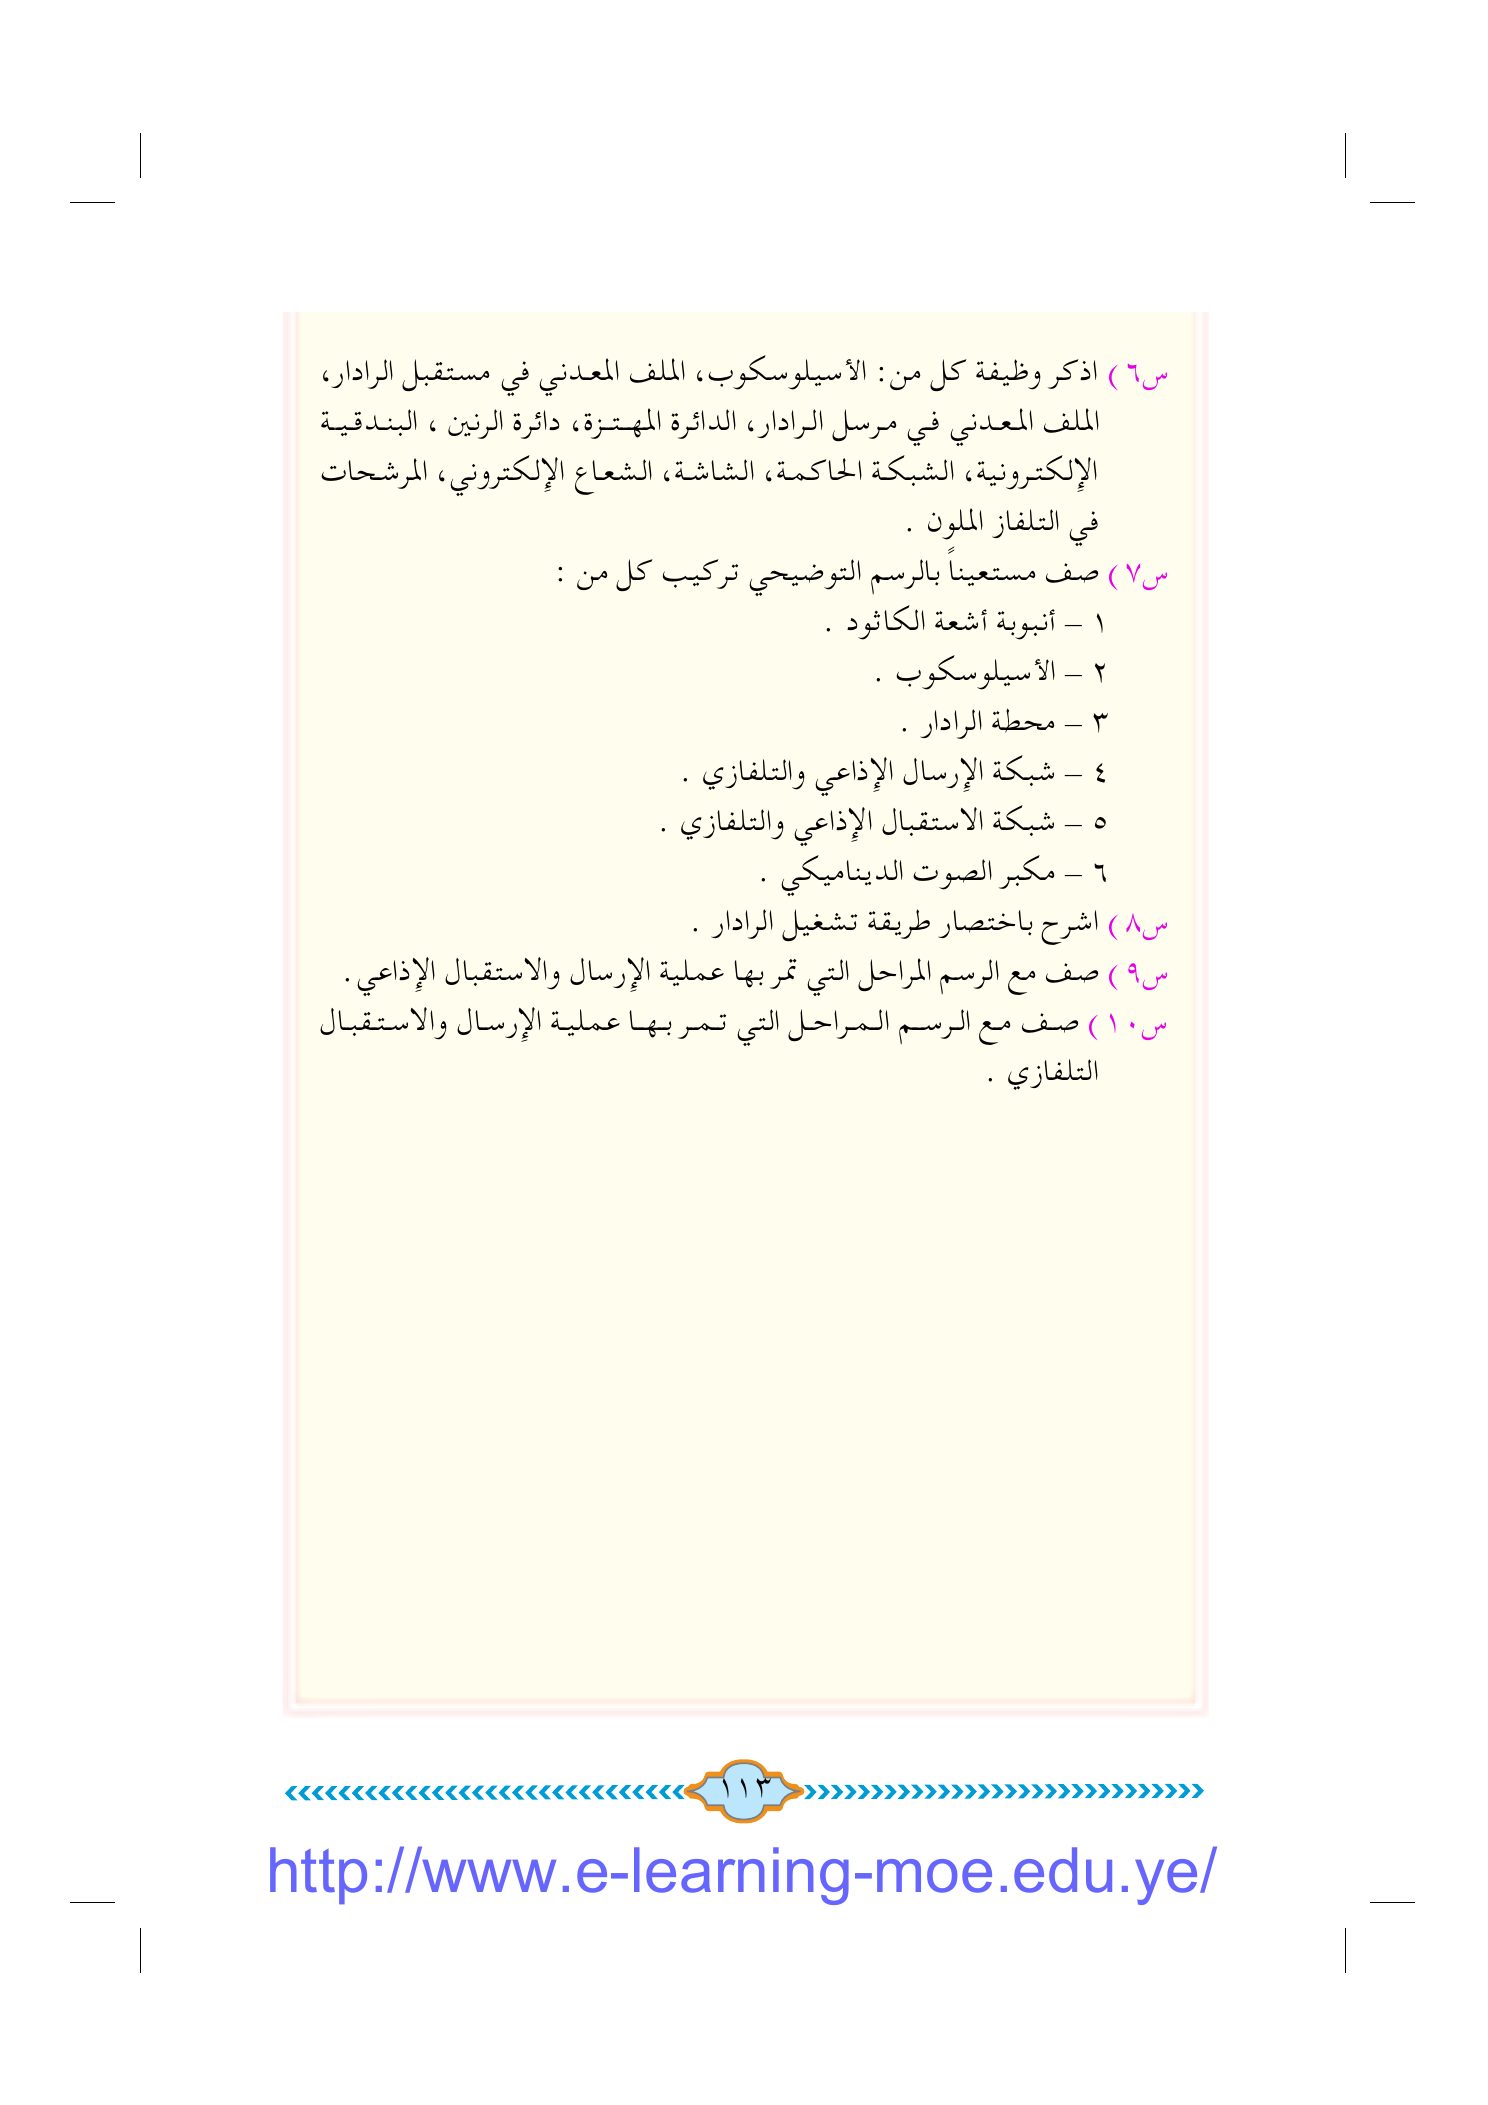 س٦ ) اذكر وظيفة كل من: الأسيلوسكوب، الملف المعدني في مستقبل الرادار،
الملف المعدني في مرسل الرادار، الدائرة المهتزة، دائرة الرنين ، البندقية
الإلكترونية، الشبكة الحاكمة، الشاشة، الشعاع الإلكتروني، المرشحات
في التلفاز الملون .
س٧ ) صف مستعيناً بالرسم التوضيحي تركيب كل من :
١ – أنبوبة أشعة الكاثود .
٢ – الأسيلوسكوب .
٣ – محطة الرادار .
٤ – شبكة الإرسال الإذاعي والتلفازي .
٥ – شبكة الاستقبال الإذاعي والتلفازي .
٦ – مكبر الصوت الديناميكي .
س٨ ) اشرح باختصار طريقة تشغيل الرادار .
س٩ ) صف مع الرسم المراحل التي تمر بها عملية الإرسال والاستقبال الإذاعي .
س١٠ ) صف مع الرسم المراحل التي تمر بها عملية الإرسال والاستقبال
التلفازي .
١١٣
http://www.e-learning-moe.edu.ye/